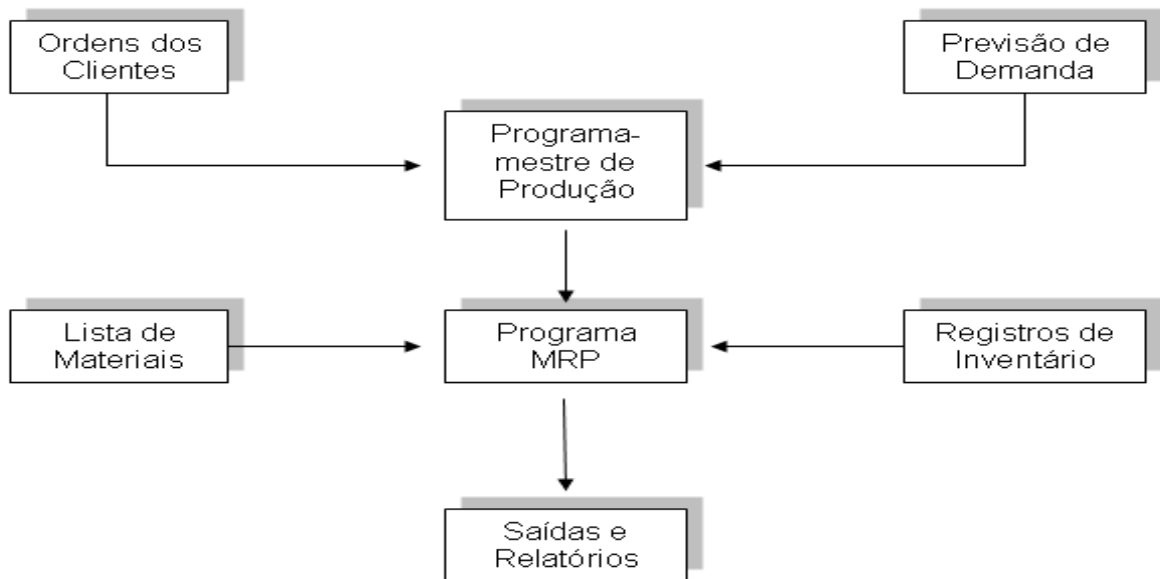 Ordens dos
Clientes
Previsão de
Demanda
Programa-
mestre de
Produção
Lista de
Materiais
Programa
MRP
Registros de
Inventário
Saídas e
Relatórios